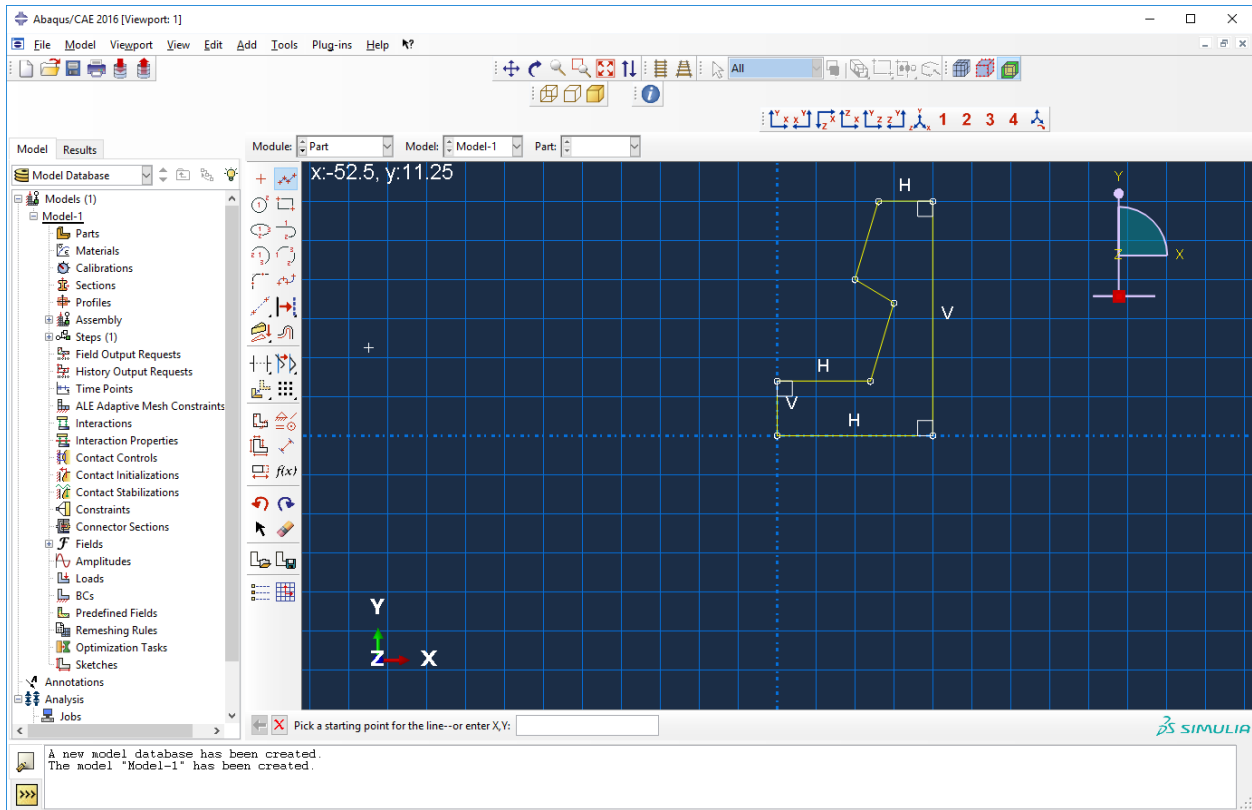 Abaqus/CAE 2016 [Viewport: 1]
File Model Viewport View Edit Add Tools Plug-ins Help
All
1 2 3 4
Model Results
Module: Part Model: Model-1 Part:
Model Database
x:-52.5, y:11.25
Models (1)
Model-1
Parts
Materials
Calibrations
Sections
Profiles
Assembly
Steps (1)
Field Output Requests
History Output Requests
Time Points
ALE Adaptive Mesh Constraints
Interactions
Interaction Properties
Contact Controls
Contact Initializations
Contact Stabilizations
Constraints
Connector Sections
Fields
Amplitudes
Loads
BCs
Predefined Fields
Remeshing Rules
Optimization Tasks
Sketches
Annotations
Analysis
Jobs
f(x)
H
V
H
V
H
Y
Z X
Y
Z X
Pick a starting point for the line--or enter X,Y:
SIMULIA
A new model database has been created.
The model "Model-1" has been created.
>>>